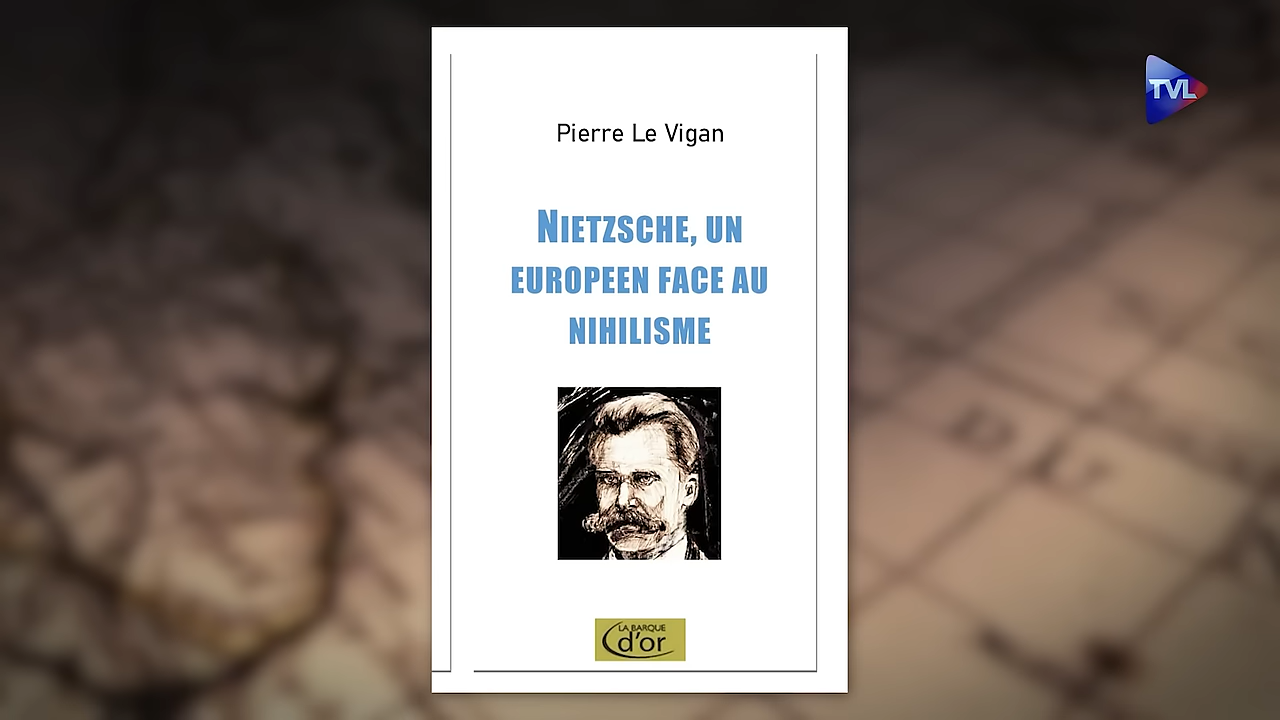 Pierre Le Vigan
NIETZSCHE, UN
EUROPEEN FACE AU
NIHILISME
LA BARQUE
d'or
TVL